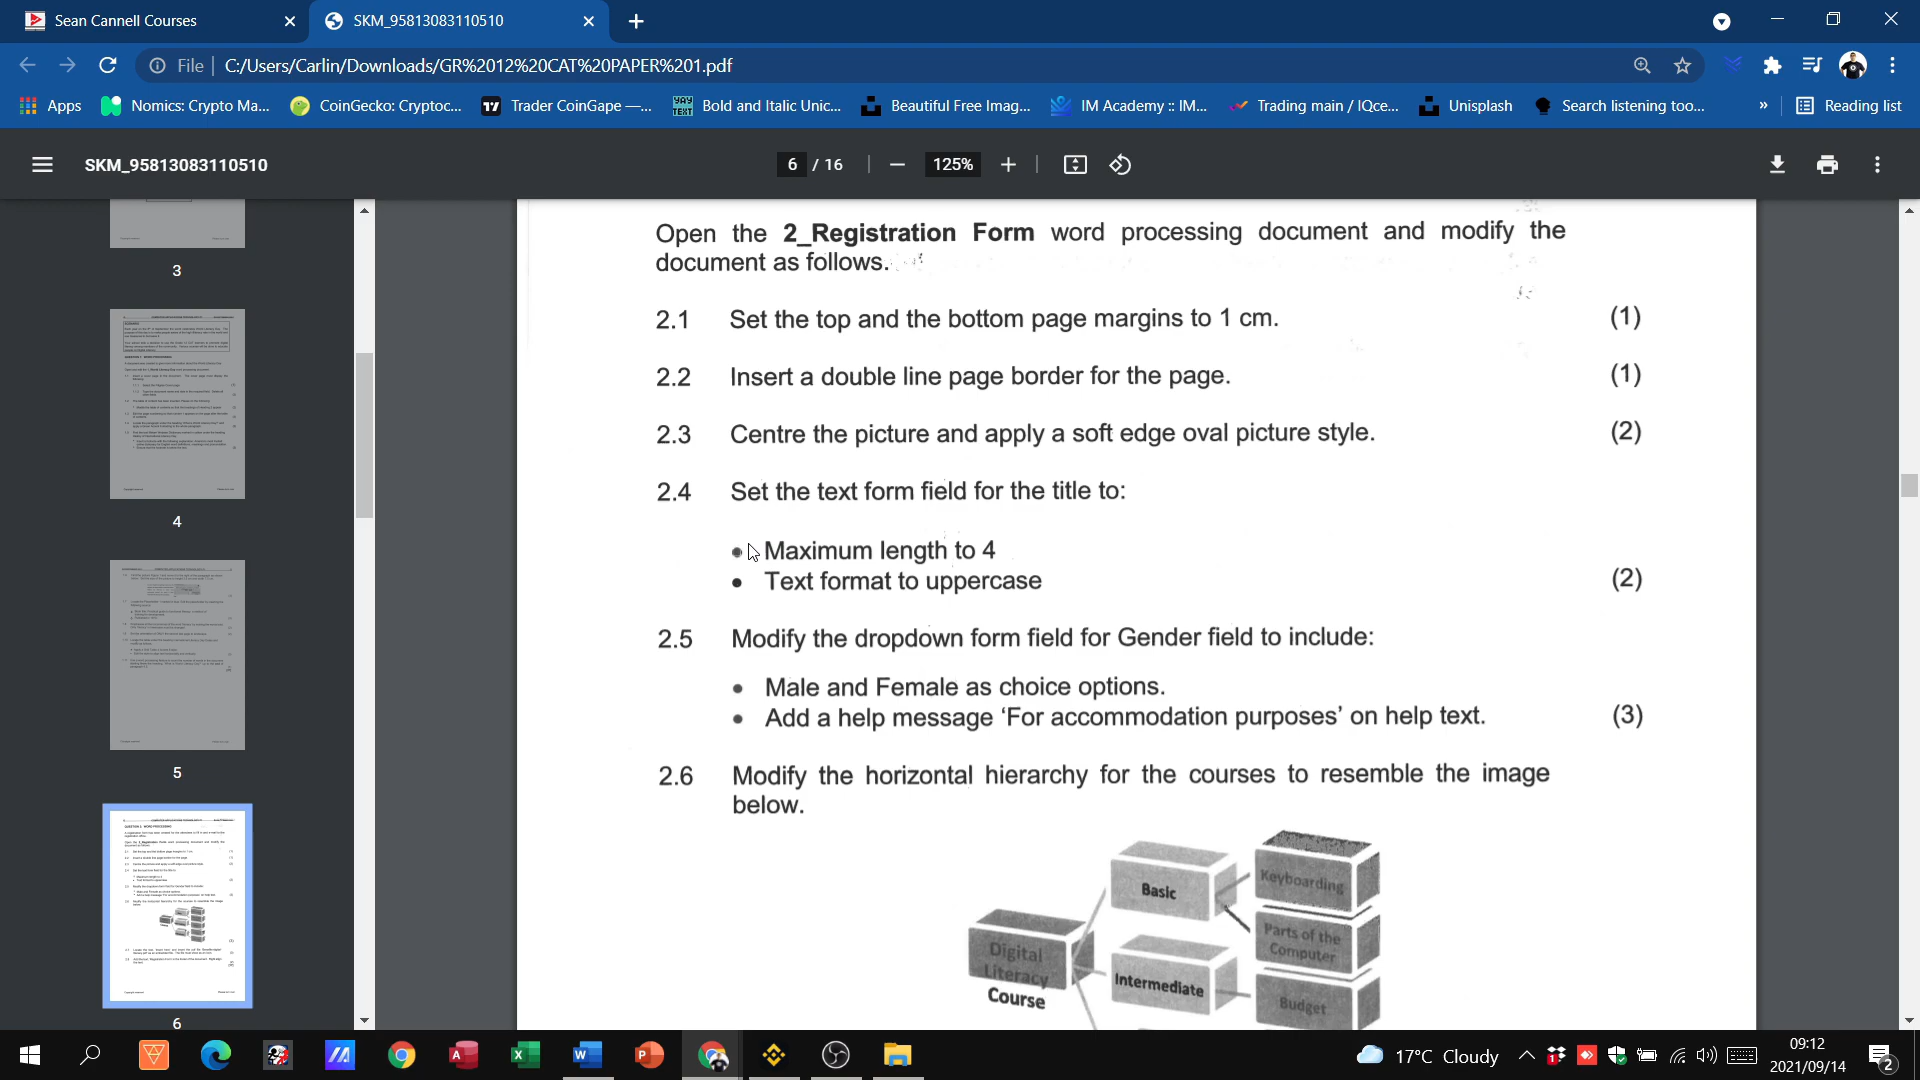 Sean Cannell Courses
SKM_95813083110510
File
C:/Users/Carlin/Downloads/GR%2012%20CAT%20PAPER%201.pdf
Apps
Nomics: Crypto Ma...
CoinGecko: Cryptoc...
Trader CoinGape —...
Bold and Italic Unic...
Beautiful Free Imag...
IM Academy :: IM...
Trading main / IQce...
Unisplash
Search listening too...
»
Reading list
SKM_95813083110510
6 / 16
125%
3
4
5
6
Open the 2_Registration Form word processing document and modify the
document as follows.
2.1 Set the top and the bottom page margins to 1 cm. (1)
2.2 Insert a double line page border for the page. (1)
2.3 Centre the picture and apply a soft edge oval picture style. (2)
2.4 Set the text form field for the title to:
• Maximum length to 4
• Text format to uppercase (2)
2.5 Modify the dropdown form field for Gender field to include:
• Male and Female as choice options.
• Add a help message ‘For accommodation purposes’ on help text. (3)
2.6 Modify the horizontal hierarchy for the courses to resemble the image
below.
Basic
Keyboarding
Parts of the
Computer
Digital
Literacy
Course
Intermediate
Budget
17°C Cloudy
09:12
2021/09/14
2